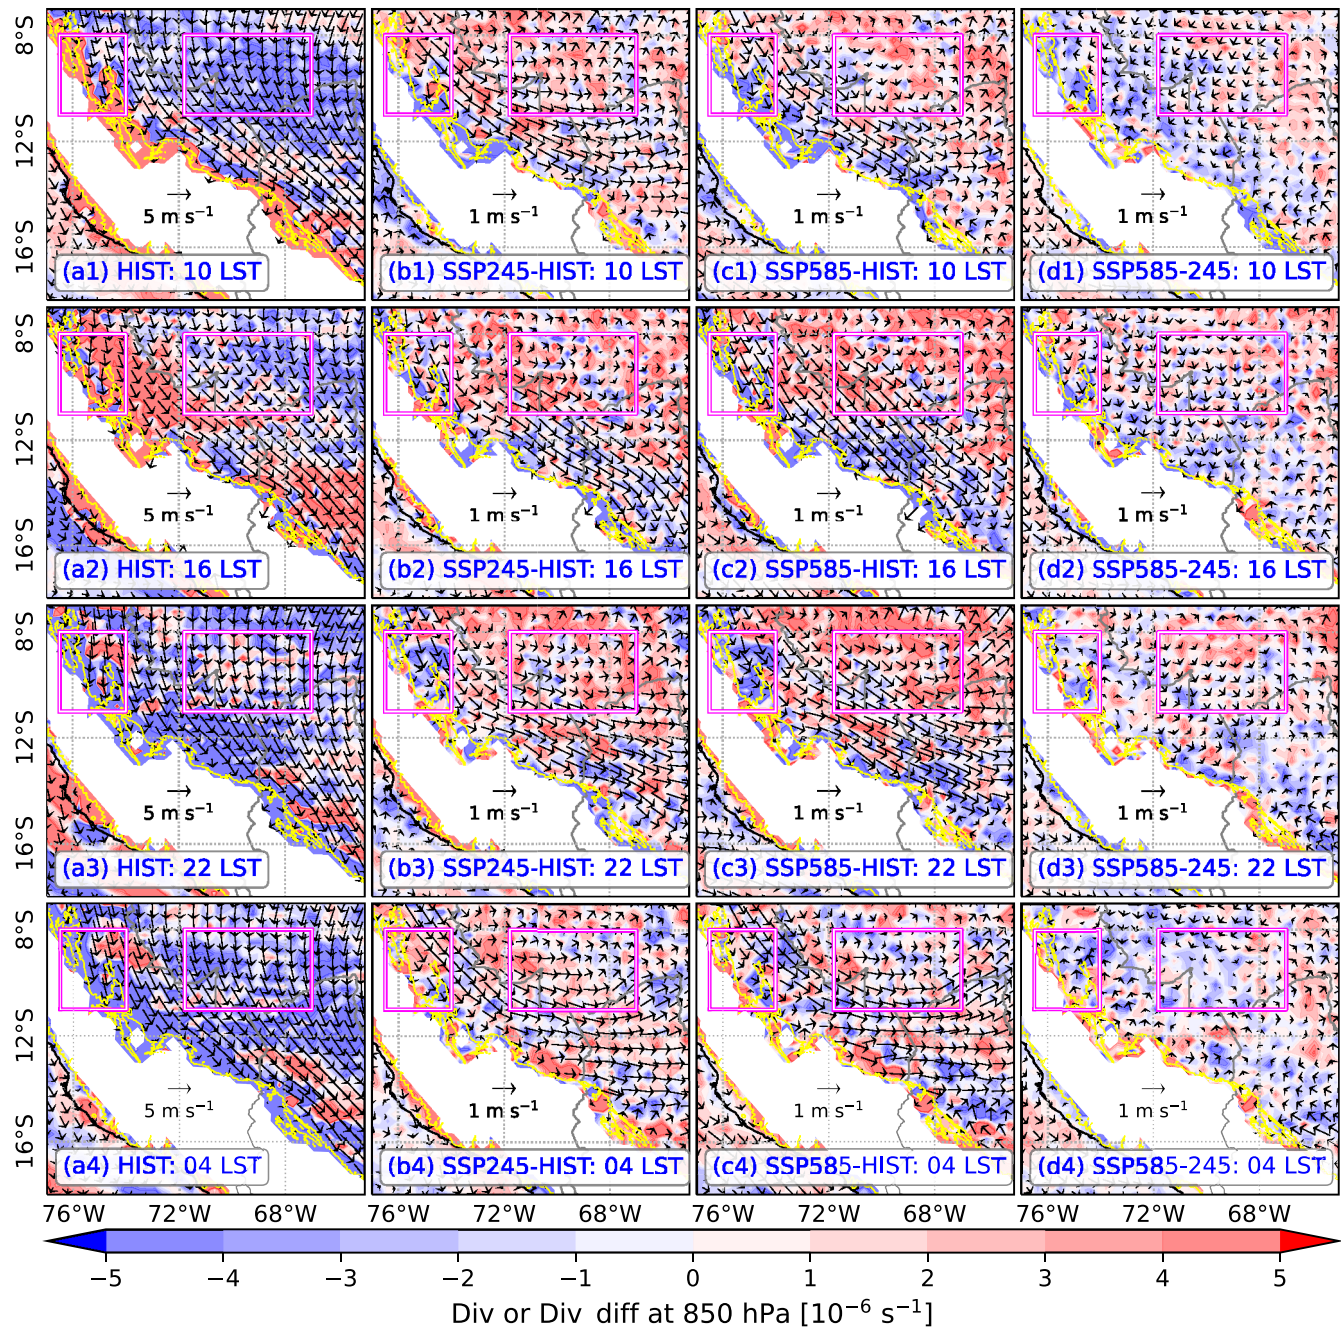 8°S
12°S
16°S
5 m s⁻¹
(a1) HIST: 10 LST
1 m s⁻¹
(b1) SSP245-HIST: 10 LST
1 m s⁻¹
(c1) SSP585-HIST: 10 LST
1 m s⁻¹
(d1) SSP585-245: 10 LST
8°S
12°S
16°S
5 m s⁻¹
(a2) HIST: 16 LST
1 m s⁻¹
(b2) SSP245-HIST: 16 LST
1 m s⁻¹
(c2) SSP585-HIST: 16 LST
1 m s⁻¹
(d2) SSP585-245: 16 LST
8°S
12°S
16°S
5 m s⁻¹
(a3) HIST: 22 LST
1 m s⁻¹
(b3) SSP245-HIST: 22 LST
1 m s⁻¹
(c3) SSP585-HIST: 22 LST
1 m s⁻¹
(d3) SSP585-245: 22 LST
8°S
12°S
16°S
5 m s⁻¹
(a4) HIST: 04 LST
1 m s⁻¹
(b4) SSP245-HIST: 04 LST
1 m s⁻¹
(c4) SSP585-HIST: 04 LST
1 m s⁻¹
(d4) SSP585-245: 04 LST
76°W 72°W 68°W 76°W 72°W 68°W 76°W 72°W 68°W 76°W 72°W 68°W
−5 −4 −3 −2 −1 0 1 2 3 4 5
Div or Div diff at 850 hPa [10⁻⁶ s⁻¹]